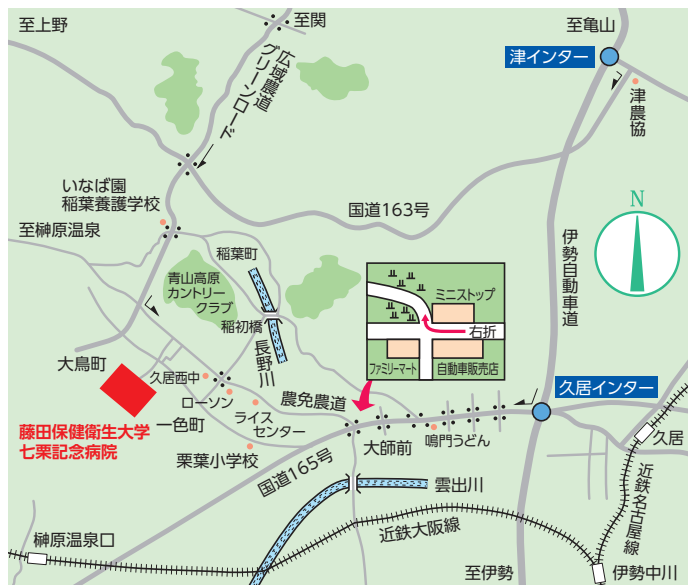 至上野
至関
至亀山
広域農道
グリーンロード
津インター
津農協
いなば園
稲葉養護学校
国道163号
N
至榊原温泉
稲葉町
伊勢自動車道
青山高原
カントリー
クラブ
ミニストップ
右折
稲初橋
長野川
ファミリーマート
自動車販売店
大鳥町
久居西中
農免農道
久居インター
ローソン
ライス
センター
一色町
藤田保健衛生大学
七栗記念病院
大師前
鳴門うどん
久居
栗葉小学校
国道165号
雲出川
近鉄名古屋線
近鉄大阪線
榊原温泉口
至伊勢
伊勢中川